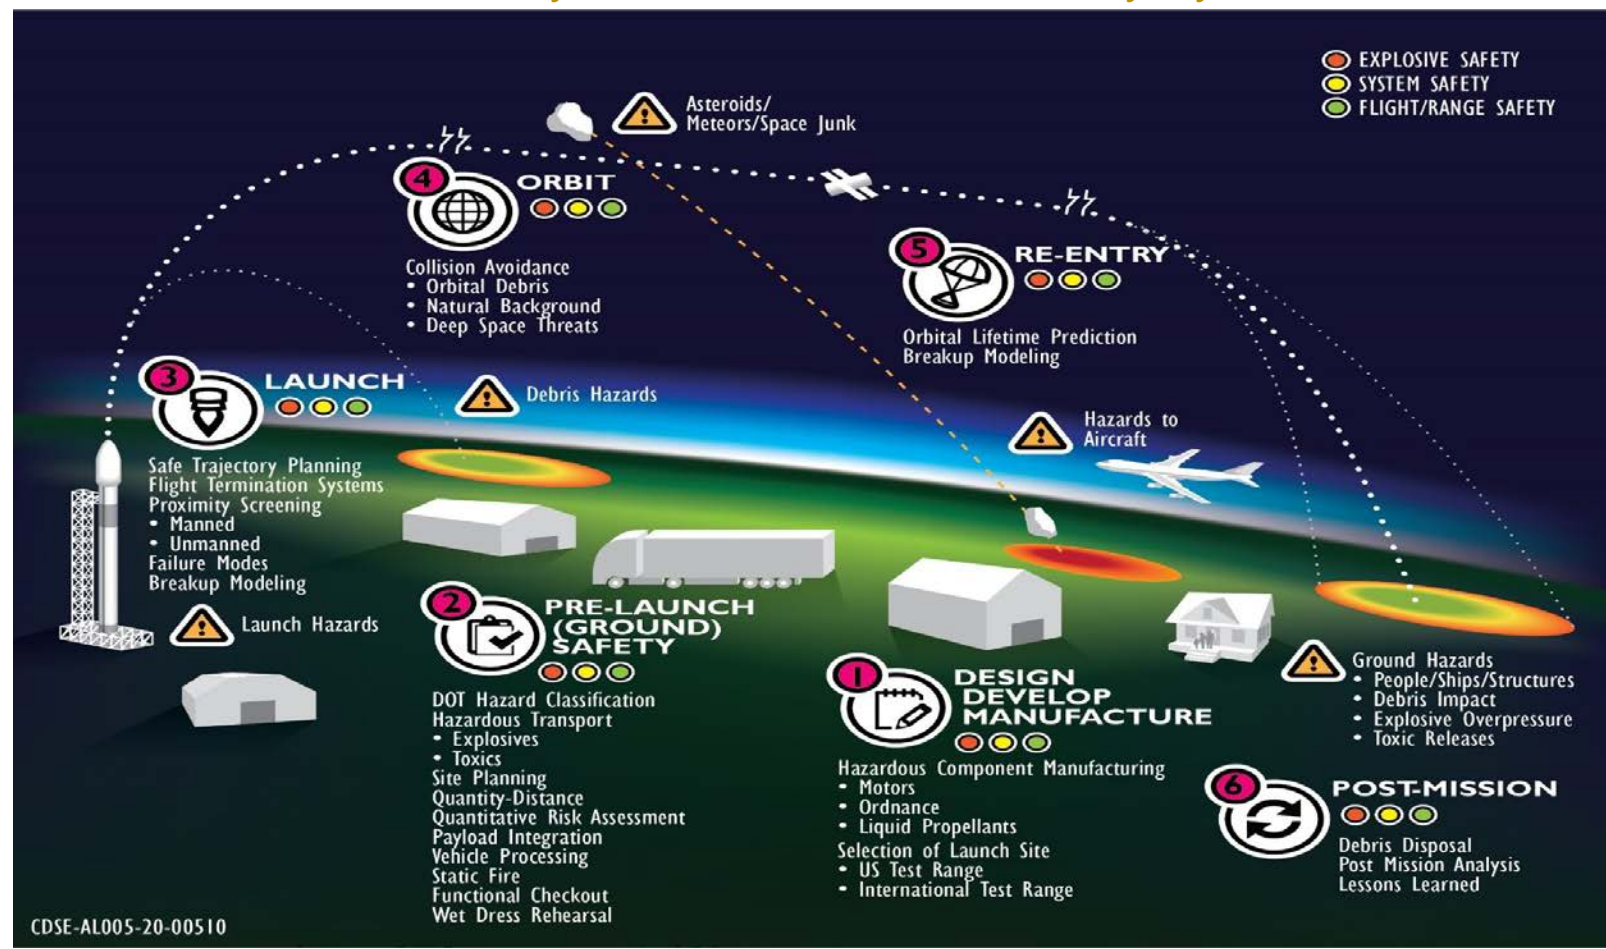 EXPLOSIVE SAFETY
SYSTEM SAFETY
FLIGHT/RANGE SAFETY
Asteroids/
Meteors/Space Junk
4
ORBIT
Collision Avoidance
• Orbital Debris
• Natural Background
• Deep Space Threats
5
RE-ENTRY
Orbital Lifetime Prediction
Breakup Modeling
3
LAUNCH
Safe Trajectory Planning
Flight Termination Systems
Proximity Screening
• Manned
• Unmanned
Failure Modes
Breakup Modeling
Debris Hazards
Hazards to
Aircraft
Launch Hazards
2
PRE-LAUNCH
(GROUND)
SAFETY
DOT Hazard Classification
Hazardous Transport
• Explosives
• Toxics
Site Planning
Quantity-Distance
Quantitative Risk Assessment
Payload Integration
Vehicle Processing
Static Fire
Functional Checkout
Wet Dress Rehearsal
1
DESIGN
DEVELOP
MANUFACTURE
Hazardous Component Manufacturing
• Motors
• Ordnance
• Liquid Propellants
Selection of Launch Site
• US Test Range
• International Test Range
Ground Hazards
• People/Ships/Structures
• Debris Impact
• Explosive Overpressure
• Toxic Releases
6
POST-MISSION
Debris Disposal
Post Mission Analysis
Lessons Learned
CDSE-AL005-20-00510